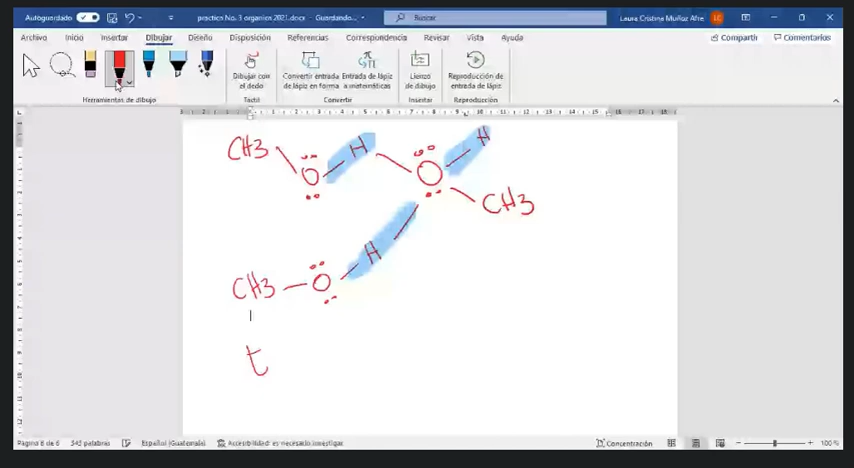 Autoguardado
practica No. 3 organica 2021.docx - Guardando...
Buscar
Laura Cristina Muñoz Afre
LC
Archivo Inicio Insertar Dibujar Diseño Disposición Referencias Correspondencia Revisar Vista Ayuda
Compartir Comentarios
Dibujar con el dedo
Convertir entrada de lápiz en forma
Entrada de lápiz a matemáticas
Lienzo de dibujo
Reproducción de entrada de lápiz
Herramientas de dibujo Táctil Convertir Insertar Reproducción
CH3 O H O H
CH3
CH3 O H
t
Página 6 de 6 545 palabras Español (Guatemala) Accesibilidad: es necesario investigar Concentración 100 %